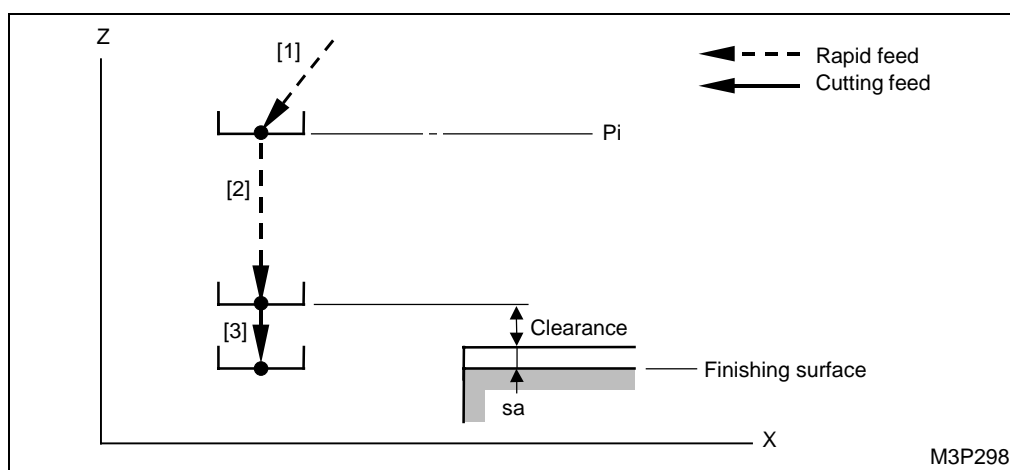 Z
[1]
Rapid feed
Cutting feed
Pi
[2]
[3]
Clearance
Finishing surface
sa
X
M3P298